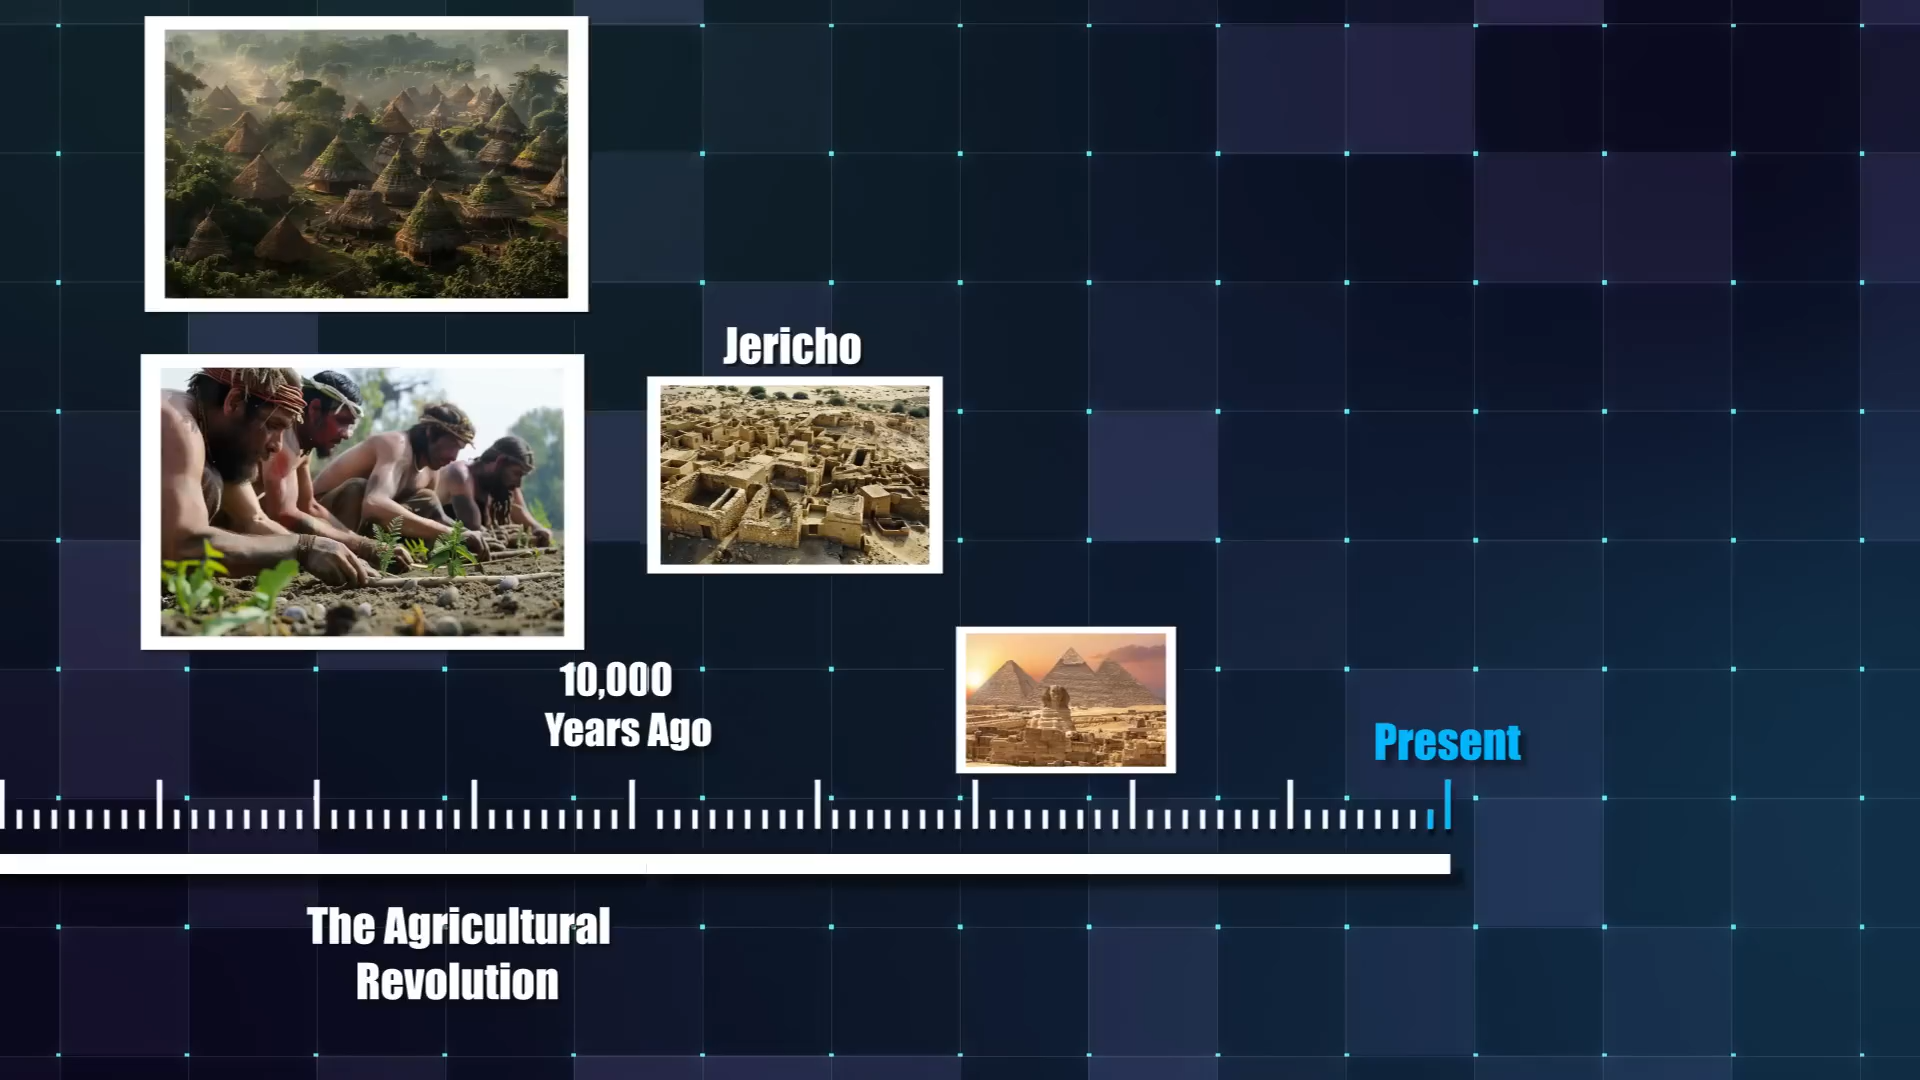 Jericho
10,000
Years Ago
Present
The Agricultural
Revolution